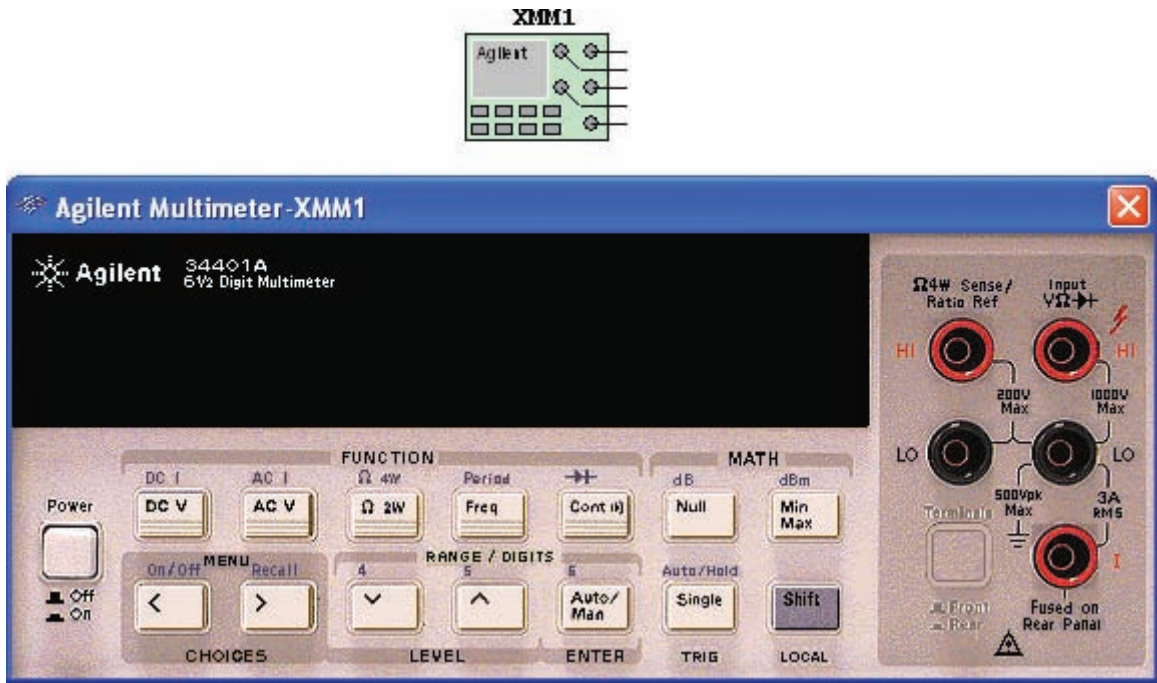 XMM1
Agilent
Agilent Multimeter-XMM1
Agilent 34401A
6½ Digit Multimeter
Ω4W Sense/
Ratio Ref
Input
VΩ
HI
HI
200V
Max
1000V
Max
LO
LO
500Vpk
Max
3A
RMS
Terminals
I
Front
Rear
Fused on
Rear Panal
FUNCTION
MATH
DC I
AC I
Ω 4W
Period
dB
dBm
Power
DC V
AC V
Ω 2W
Freq
Cont
Null
Min
Max
Off
On
MENU
RANGE / DIGITS
On/Off
Recall
4
5
6
Auto/Hold
<
>
Auto/
Man
Single
Shift
CHOICES
LEVEL
ENTER
TRIG
LOCAL